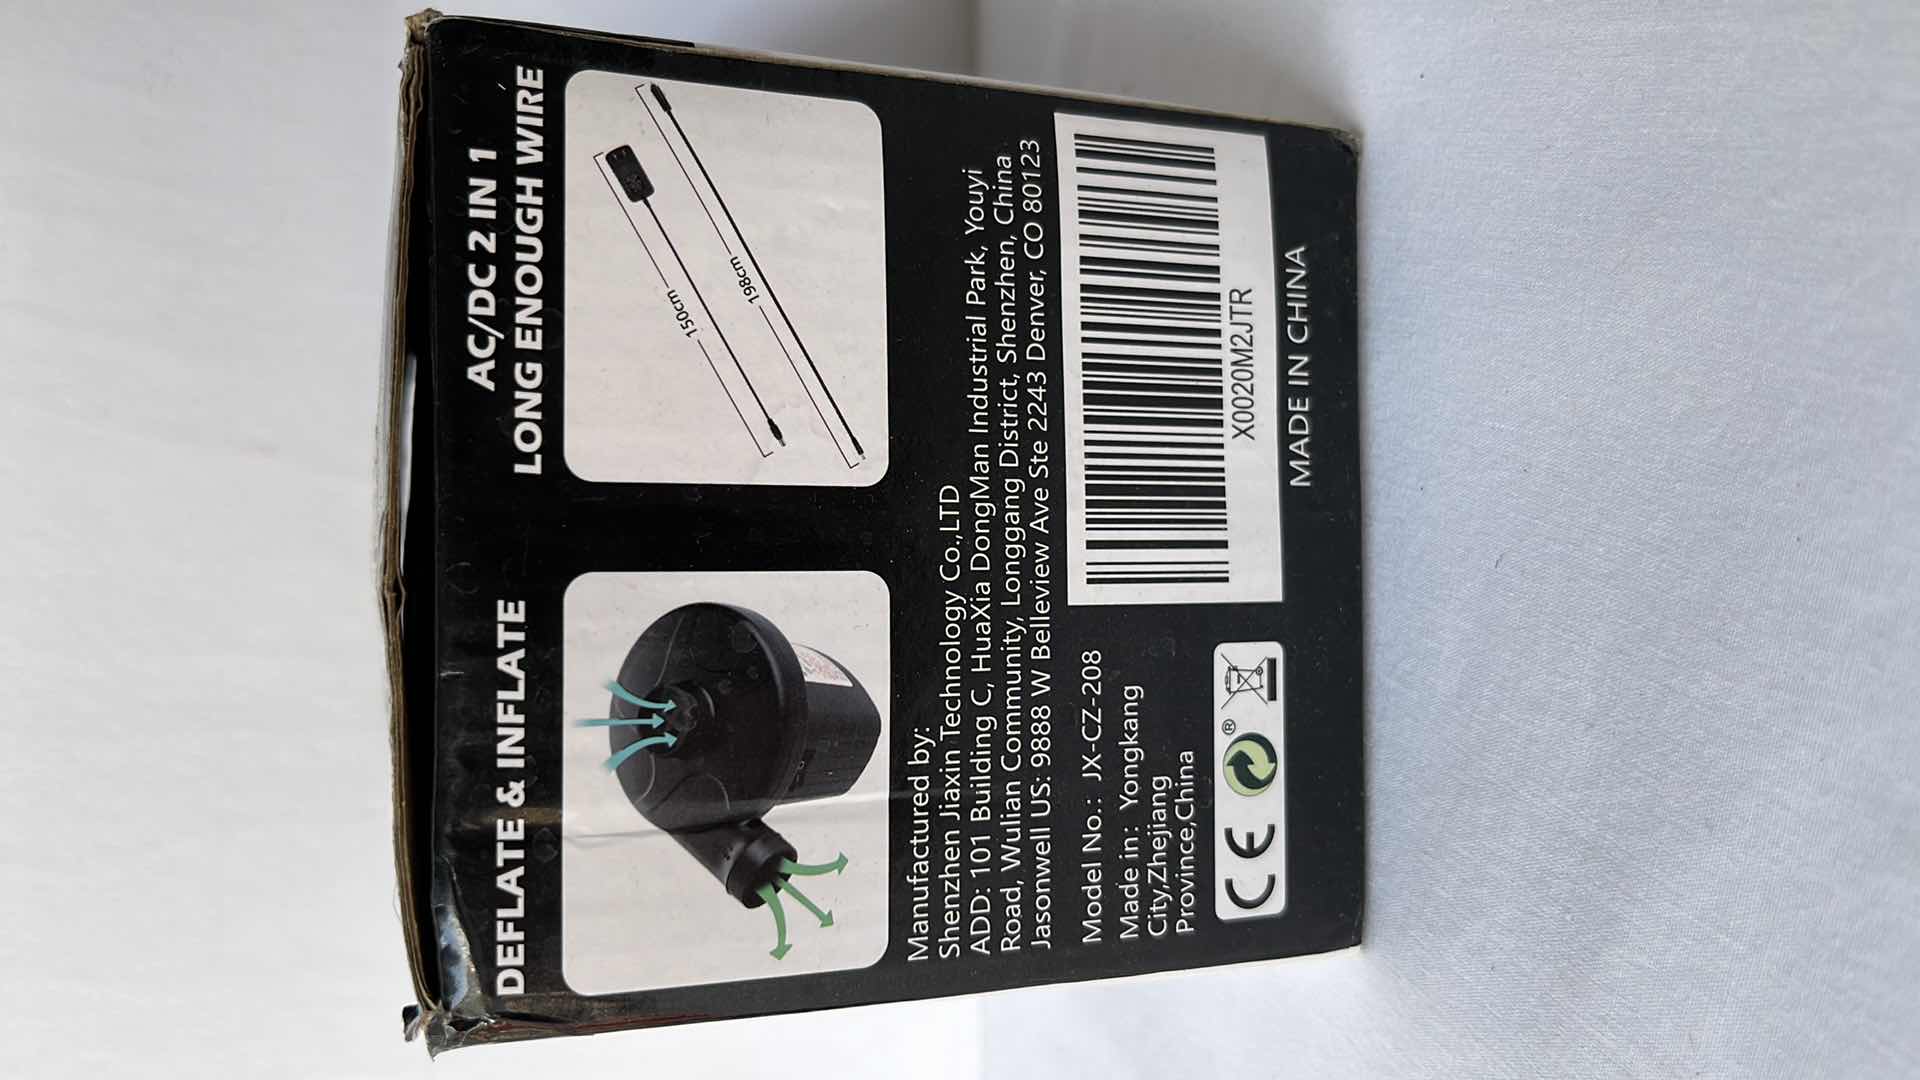 DEFLATE & INFLATE
AC/DC 2 IN 1
LONG ENOUGH WIRE
150cm
198cm
Manufactured by:
Shenzhen Jiaxin Technology Co.,LTD
ADD: 101 Building C, HuaXia DongMan Industrial Park, Youyi
Road, Wulian Community, Longgang District, Shenzhen, China
Jasonwell US: 9888 W Belleview Ave Ste 2243 Denver, CO 80123
Model No.: JX-CZ-208
Made in: Yongkang
City,Zhejiang
Province,China
CE
®
X0020M2JTR
MADE IN CHINA